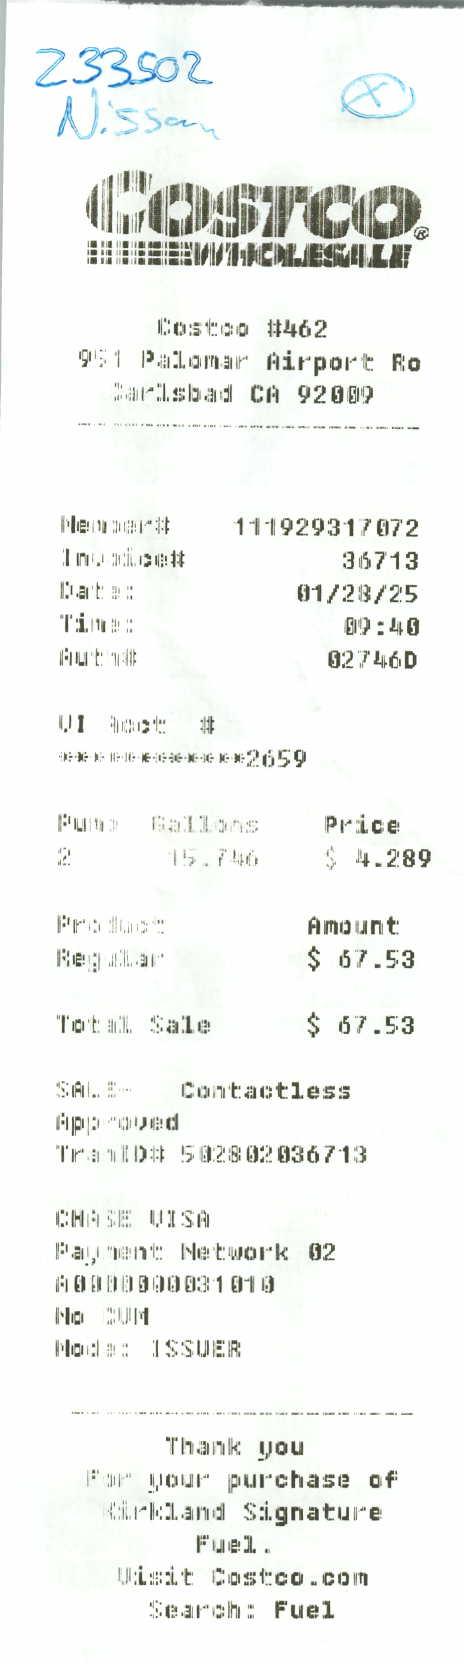 233502
Nissan
X
COSTCO®
WHOLESALE
Costco #462
951 Palomar Airport Ro
Carlsbad CA 92009
Member# 111929317072
Invoice# 36713
Date: 01/28/25
Time: 09:40
Auth# 02746D
VI Acct #
****************2659
Pump Gallons Price
2 15.746 $ 4.289
Product Amount
Regular $ 67.53
Total Sale $ 67.53
SALE- Contactless
Approved
TranID# 502802036713
CHASE VISA
Payment Network 02
A0000000031010
No CVM
Mode: ISSUER
Thank you
For your purchase of
Kirkland Signature
Fuel.
Visit Costco.com
Search: Fuel